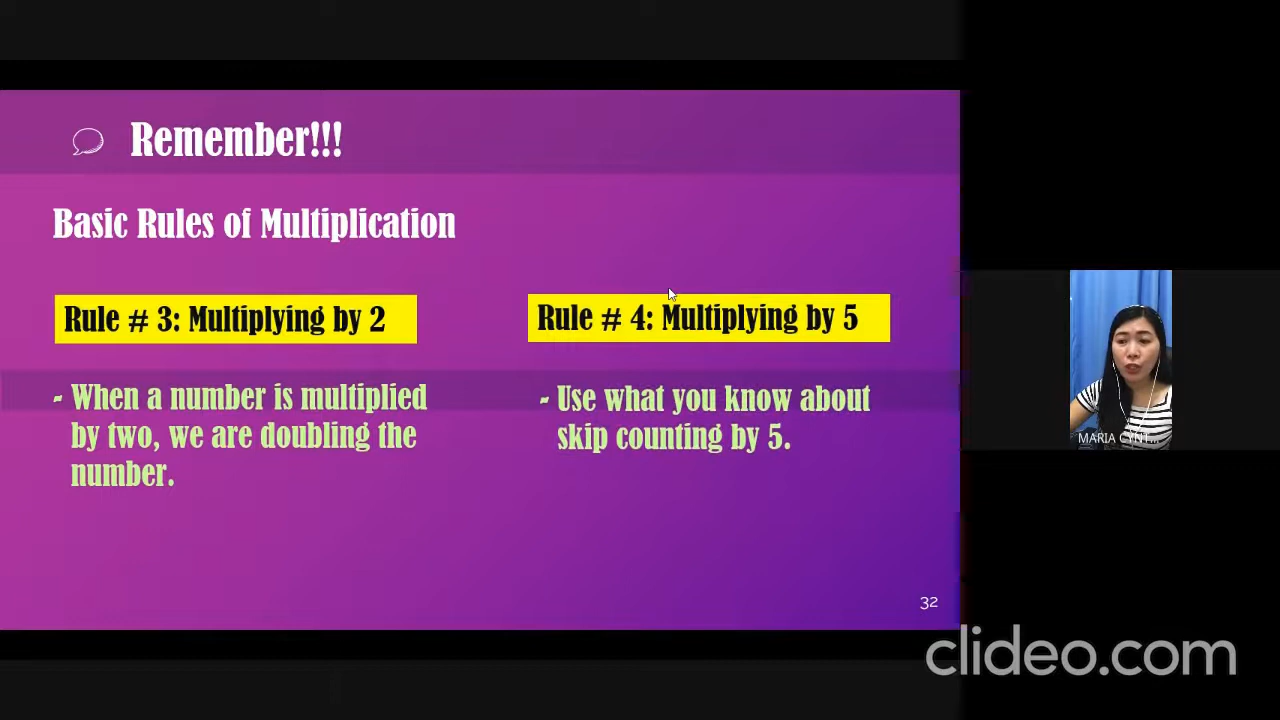 Remember!!!
Basic Rules of Multiplication
Rule # 3: Multiplying by 2
- When a number is multiplied
by two, we are doubling the
number.
Rule # 4: Multiplying by 5
- Use what you know about
skip counting by 5.
32
MARIA CYNT...
clideo.com